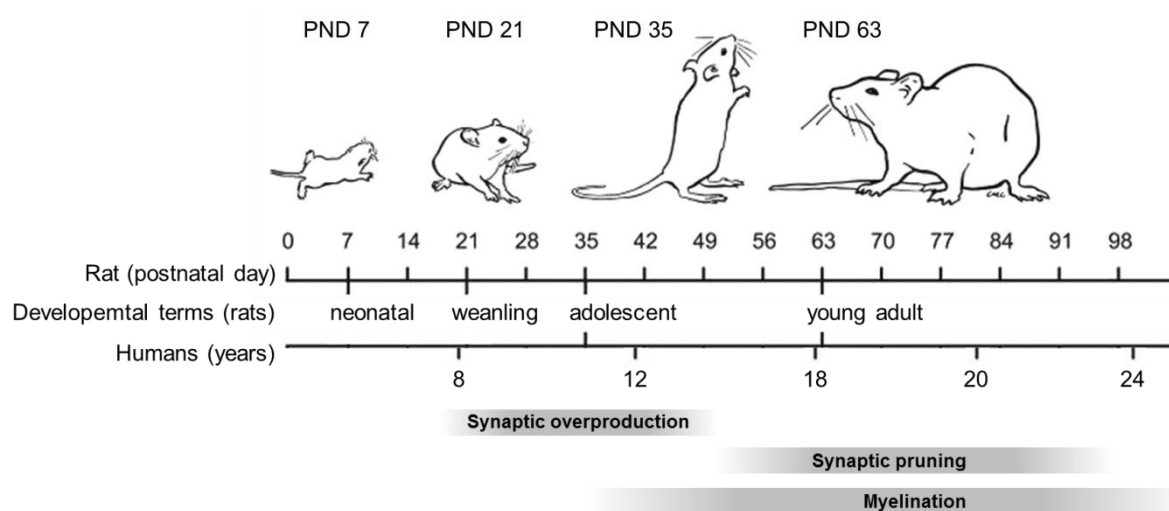 PND 7 PND 21 PND 35 PND 63
0 7 14 21 28 35 42 49 56 63 70 77 84 91 98
Rat (postnatal day)
Developemtal terms (rats) neonatal weanling adolescent young adult
Humans (years)
8 12 18 20 24
Synaptic overproduction
Synaptic pruning
Myelination